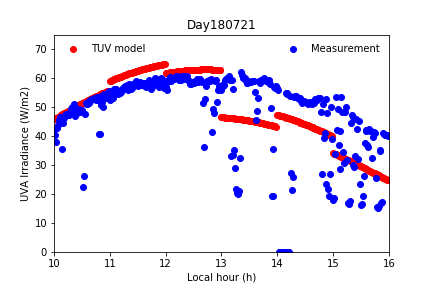 Day180721
TUV model
Measurement
UVA Irradiance (W/m2)
70
60
50
40
30
20
10
0
10 11 12 13 14 15 16
Local hour (h)